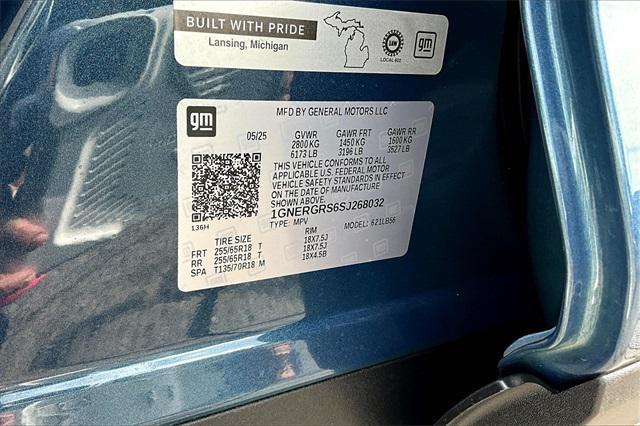 BUILT WITH PRIDE
Lansing, Michigan
UAW
LOCAL 602
gm
gm
MFD BY GENERAL MOTORS LLC
05/25 GVWR GAWR FRT GAWR RR
2800 KG 1450 KG 1600 KG
6173 LB 3196 LB 3527 LB
THIS VEHICLE CONFORMS TO ALL
APPLICABLE U.S. FEDERAL MOTOR
VEHICLE SAFETY STANDARDS IN EFFECT
ON THE DATE OF MANUFACTURE
SHOWN ABOVE.
1GNERGRS6SJ268032
136H
TYPE: MPV MODEL: 621LB56
TIRE SIZE RIM
FRT 255/65R18 T 18X7.5J
RR 255/65R18 T 18X7.5J
SPA T135/70R18 M 18X4.5B